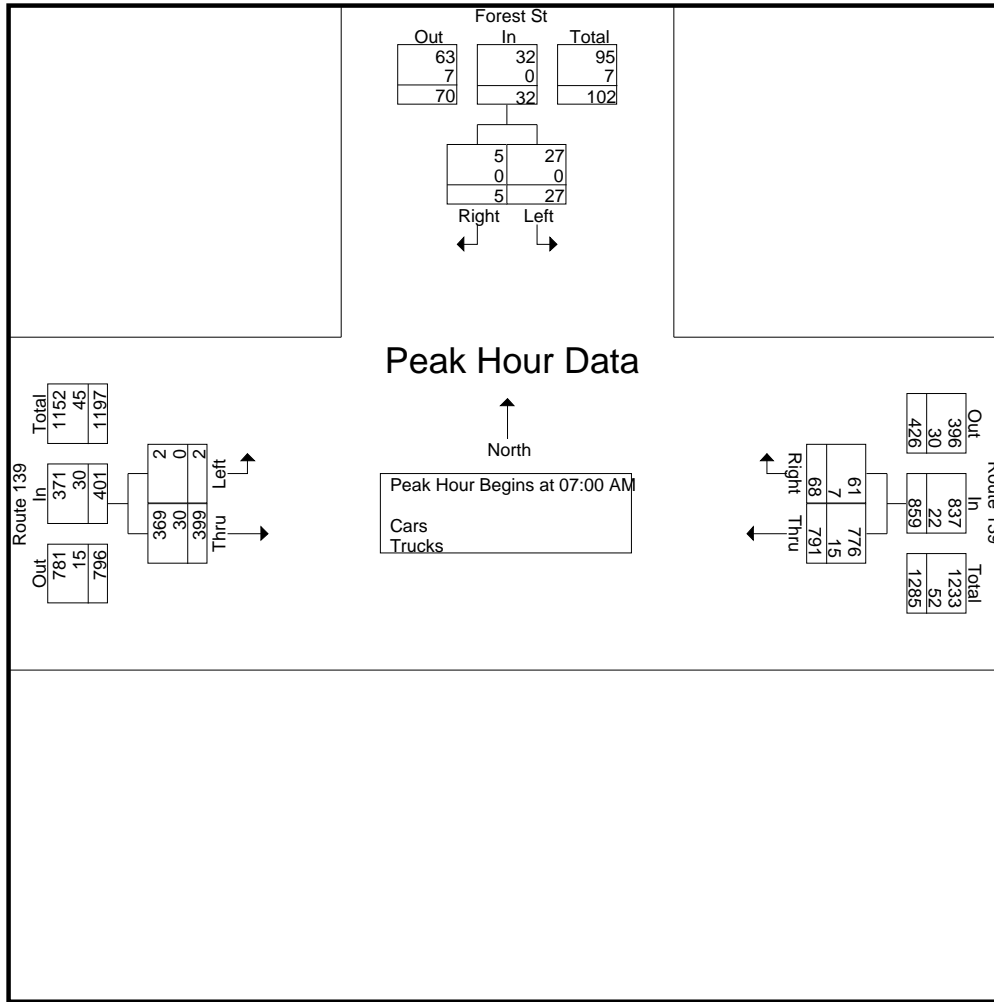 Forest St
Out In Total
63 32 95
7 0 7
70 32 102
5 27
0 0
5 27
Right Left
Peak Hour Data
North
Peak Hour Begins at 07:00 AM
Cars
Trucks
Route 139
Total In Out
1152 371 781
45 30 15
1197 401 796
Left Thru
2 369
0 30
2 399
Route 139
Out In Total
396 837 1233
30 22 52
426 859 1285
61 776
7 15
68 791
Right Thru